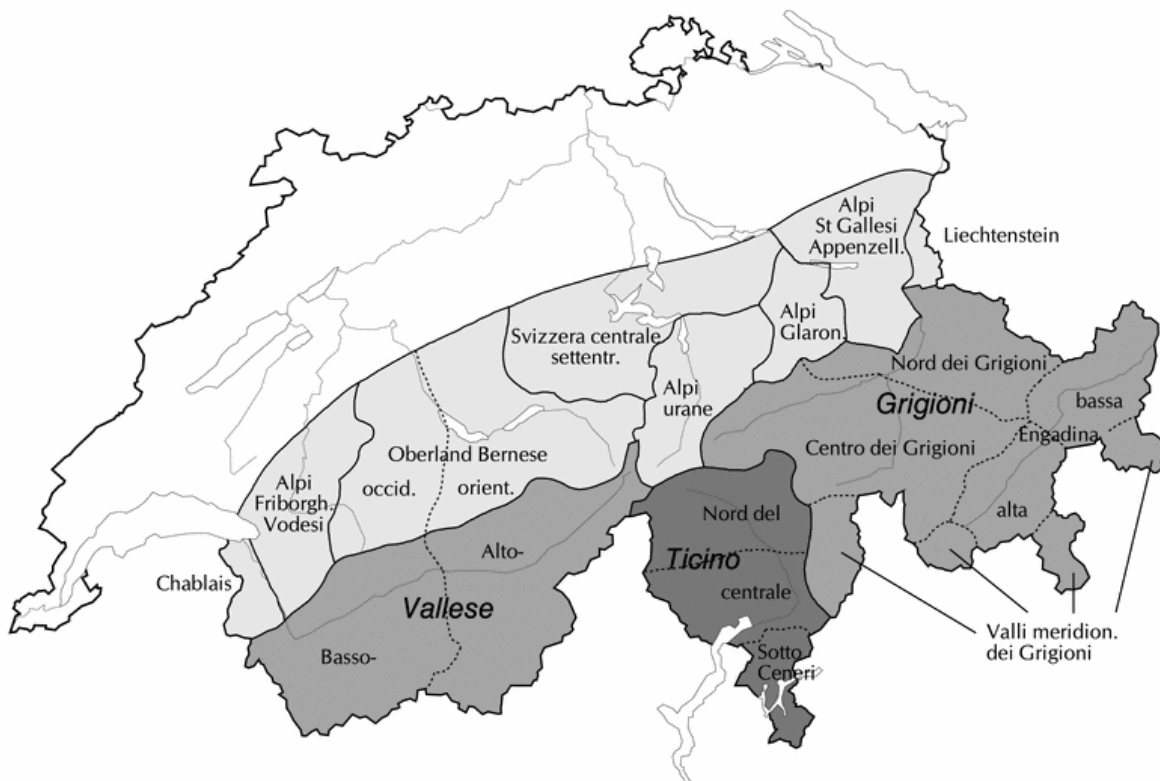 Alpi
St Gallesi
Appenzell.
Liechtenstein
Alpi
Glaron.
Svizzera centrale
settentr.
Alpi
urane
Nord dei Grigioni
Grigioni
bassa
Engadina
Centro dei Grigioni
alta
Oberland Bernese
occid.
orient.
Alpi
Friborgh.
Vodesi
Chablais
Alto-
Vallese
Basso-
Nord del
Ticino
centrale
Sotto
Ceneri
Valli meridion.
dei Grigioni